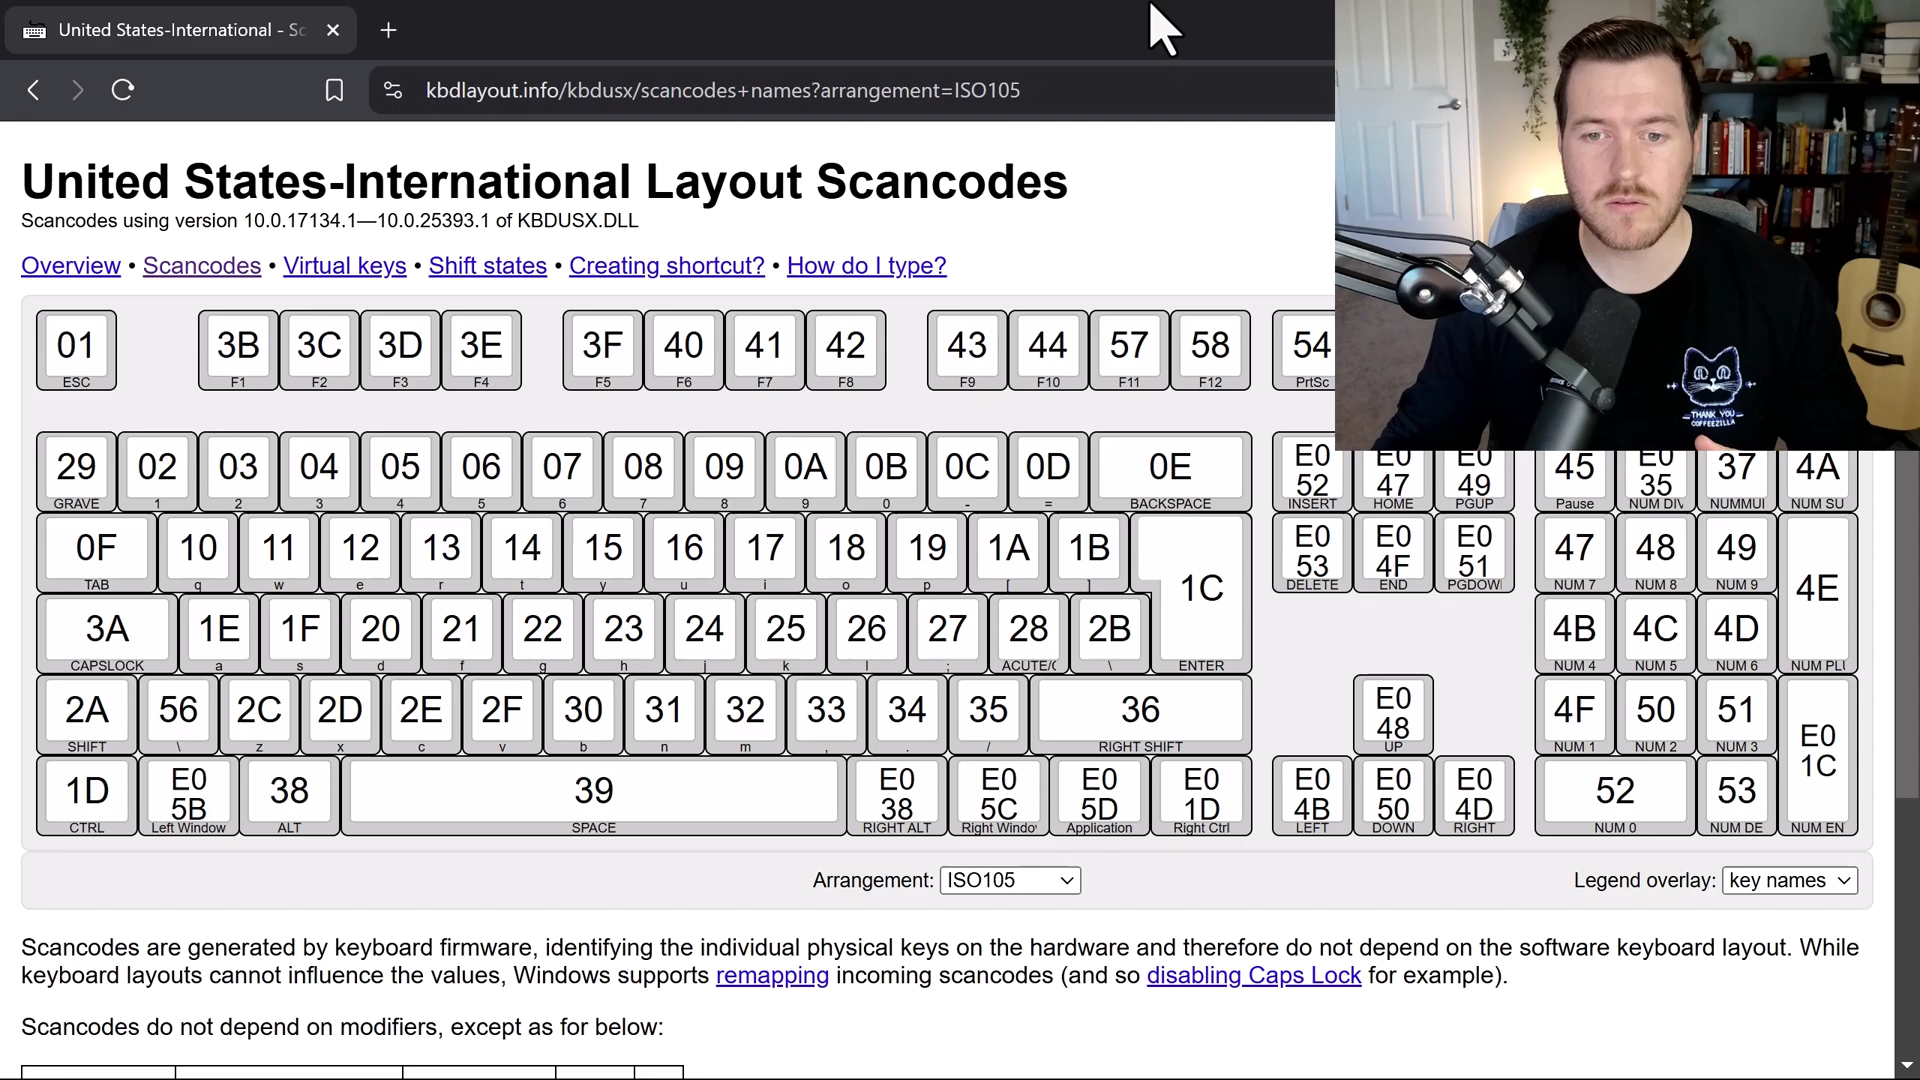 United States-International - Sc
kbdlayout.info/kbdusx/scancodes+names?arrangement=ISO105
United States-International Layout Scancodes
Scancodes using version 10.0.17134.1—10.0.25393.1 of KBDUSX.DLL
Overview • Scancodes • Virtual keys • Shift states • Creating shortcut? • How do I type?
01 3B 3C 3D 3E 3F 40 41 42 43 44 57 58 54
ESC F1 F2 F3 F4 F5 F6 F7 F8 F9 F10 F11 F12 PrtSc
29 02 03 04 05 06 07 08 09 0A 0B 0C 0D 0E E0 52 E0 47 E0 49 45 E0 35 37 4A
GRAVE 1 2 3 4 5 6 7 8 9 0 - = BACKSPACE INSERT HOME PGUP Pause NUM DIV NUMMUL NUM SU
0F 10 11 12 13 14 15 16 17 18 19 1A 1B 1C E0 53 E0 4F E0 51 47 48 49 4E
TAB q w e r t y u i o p [ ] DELETE END PGDOW NUM 7 NUM 8 NUM 9
3A 1E 1F 20 21 22 23 24 25 26 27 28 2B 4B 4C 4D
CAPSLOCK a s d f g h j k l ; ACUTE/C \ ENTER NUM 4 NUM 5 NUM 6 NUM PLU
2A 56 2C 2D 2E 2F 30 31 32 33 34 35 36 E0 48 4F 50 51 E0 1C
SHIFT \ z x c v b n m , . / RIGHT SHIFT UP NUM 1 NUM 2 NUM 3
1D E0 5B 38 39 E0 38 E0 5C E0 5D E0 1D E0 4B E0 50 E0 4D 52 53
CTRL Left Window ALT SPACE RIGHT ALT Right Windo Application Right Ctrl LEFT DOWN RIGHT NUM 0 NUM DE NUM EN
Arrangement: ISO105 Legend overlay: key names
Scancodes are generated by keyboard firmware, identifying the individual physical keys on the hardware and therefore do not depend on the software keyboard layout. While
keyboard layouts cannot influence the values, Windows supports remapping incoming scancodes (and so disabling Caps Lock for example).
Scancodes do not depend on modifiers, except as for below:
THANK YOU
COFFEEZILLA